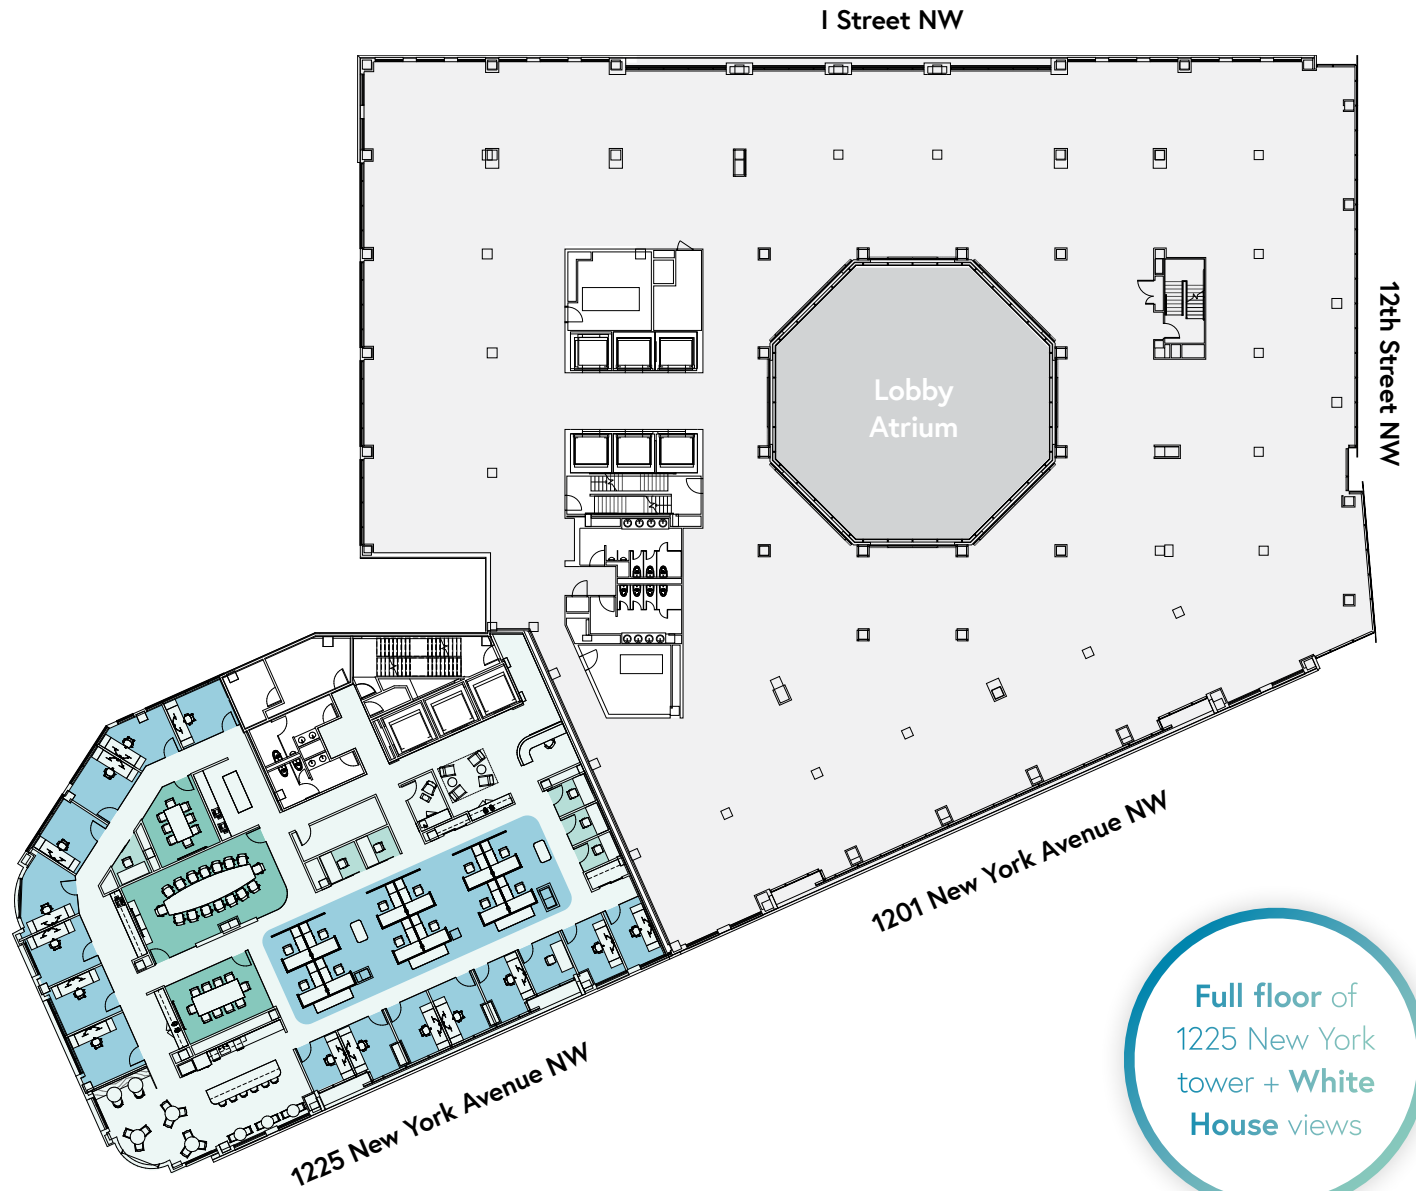 I Street NW
12th Street NW
Lobby
Atrium
1201 New York Avenue NW
1225 New York Avenue NW
Full floor of
1225 New York
tower + White
House views